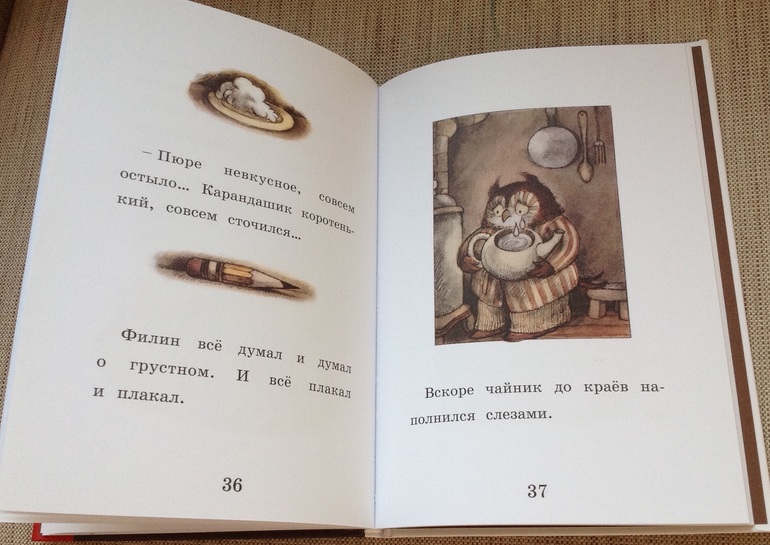 – Пюре невкусное, совсем
остыло... Карандашик коротень-
кий, совсем сточился...
Филин всё думал и думал
о грустном. И всё плакал
и плакал.
36
Вскоре чайник до краёв на-
полнился слезами.
37